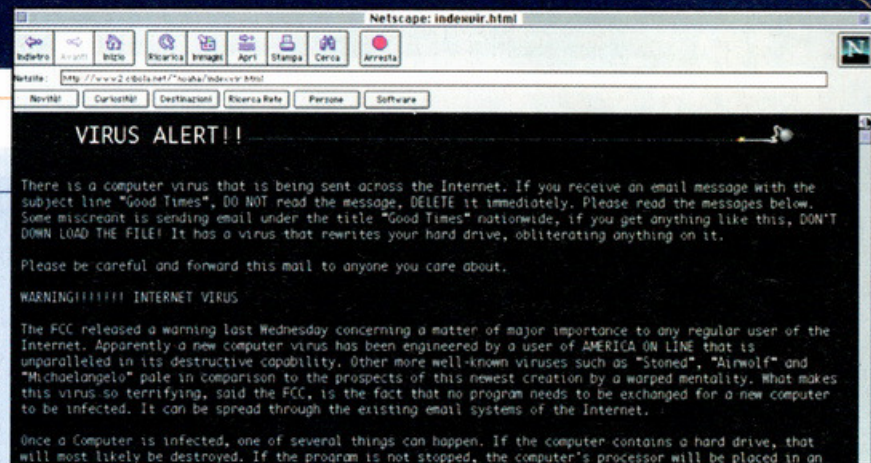 Netscape: indexvir.html
Indietro Avanti Inizio Ricarica Immagini Apri Stampa Cerca Arresta
N
Netsite: http://www2.cibola.net/~noaha/indexvir.html
Novità! Curiosità! Destinazioni Ricerca Rete Persone Software
VIRUS ALERT!!
There is a computer virus that is being sent across the Internet. If you receive an email message with the
subject line "Good Times", DO NOT read the message, DELETE it immediately. Please read the messages below.
Some miscreant is sending email under the title "Good Times" nationwide, if you get anything like this, DON'T
DOWN LOAD THE FILE! It has a virus that rewrites your hard drive, obliterating anything on it.
Please be careful and forward this mail to anyone you care about.
WARNING!!!!!!! INTERNET VIRUS
The FCC released a warning last Wednesday concerning a matter of major importance to any regular user of the
Internet. Apparently a new computer virus has been engineered by a user of AMERICA ON LINE that is
unparalleled in its destructive capability. Other more well-known viruses such as "Stoned", "Airwolf" and
"Michaelangelo" pale in comparison to the prospects of this newest creation by a warped mentality. What makes
this virus so terrifying, said the FCC, is the fact that no program needs to be exchanged for a new computer
to be infected. It can be spread through the existing email systems of the Internet.
Once a Computer is infected, one of several things can happen. If the computer contains a hard drive, that
will most likely be destroyed. If the program is not stopped, the computer's processor will be placed in an